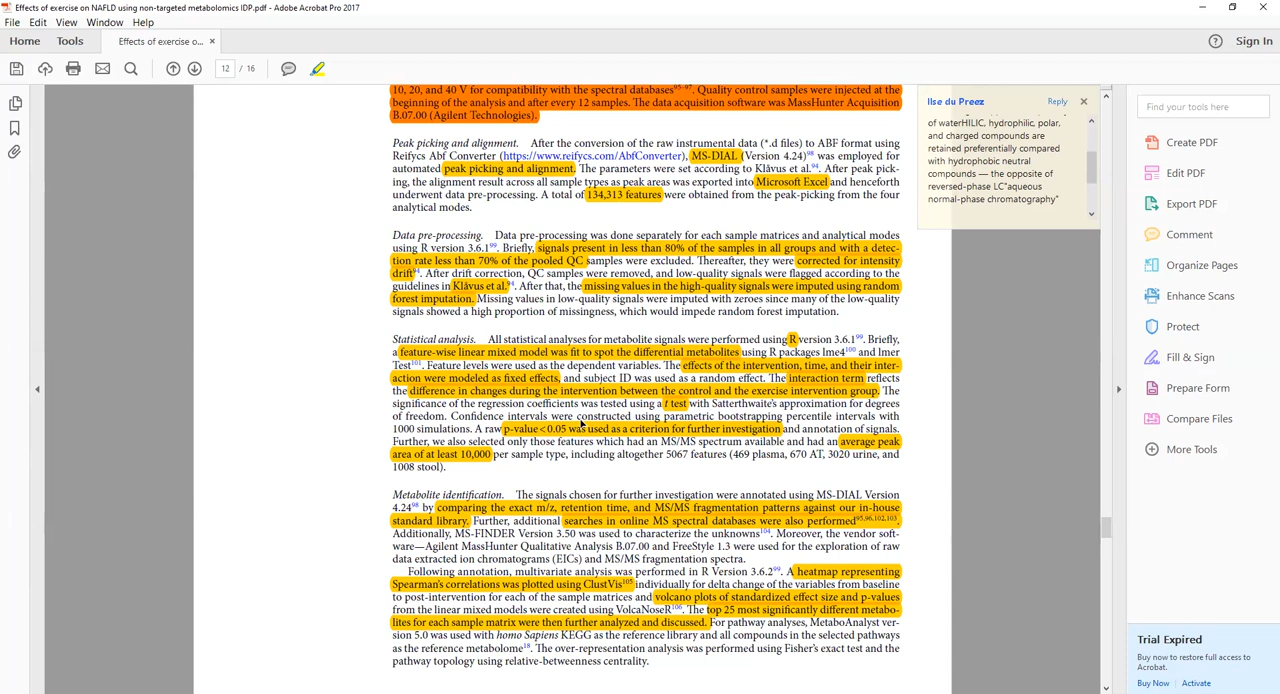 Effects of exercise on NAFLD using non-targeted metabolomics IDP.pdf - Adobe Acrobat Pro 2017
File Edit View Window Help
Home Tools Effects of exercise o... × Sign In
12 / 16
10, 20, and 40 V for compatibility with the spectral databases95–97. Quality control samples were injected at the
beginning of the analysis and after every 12 samples. The data acquisition software was MassHunter Acquisition
B.07.00 (Agilent Technologies).
Peak picking and alignment. After the conversion of the raw instrumental data (*.d files) to ABF format using
Reifycs Abf Converter (https://www.reifycs.com/AbfConverter), MS-DIAL (Version 4.24)98 was employed for
automated peak picking and alignment. The parameters were set according to Klåvus et al.94. After peak pick-
ing, the alignment result across all sample types as peak areas was exported into Microsoft Excel and henceforth
underwent data pre-processing. A total of 134,313 features were obtained from the peak-picking from the four
analytical modes.
Data pre-processing. Data pre-processing was done separately for each sample matrices and analytical modes
using R version 3.6.199. Briefly, signals present in less than 80% of the samples in all groups and with a detec-
tion rate less than 70% of the pooled QC samples were excluded. Thereafter, they were corrected for intensity
drift94. After drift correction, QC samples were removed, and low-quality signals were flagged according to the
guidelines in Klåvus et al.94. After that, the missing values in the high-quality signals were imputed using random
forest imputation. Missing values in low-quality signals were imputed with zeroes since many of the low-quality
signals showed a high proportion of missingness, which would impede random forest imputation.
Statistical analysis. All statistical analyses for metabolite signals were performed using R version 3.6.199. Briefly,
a feature-wise linear mixed model was fit to spot the differential metabolites using R packages lme4100 and lmer
Test101. Feature levels were used as the dependent variables. The effects of the intervention, time, and their inter-
action were modeled as fixed effects, and subject ID was used as a random effect. The interaction term reflects
the difference in changes during the intervention between the control and the exercise intervention group. The
significance of the regression coefficients was tested using a t test with Satterthwaite's approximation for degrees
of freedom. Confidence intervals were constructed using parametric bootstrapping percentile intervals with
1000 simulations. A raw p-value < 0.05 was used as a criterion for further investigation and annotation of signals.
Further, we also selected only those features which had an MS/MS spectrum available and had an average peak
area of at least 10,000 per sample type, including altogether 5067 features (469 plasma, 670 AT, 3020 urine, and
1008 stool).
Metabolite identification. The signals chosen for further investigation were annotated using MS-DIAL Version
4.2498 by comparing the exact m/z, retention time, and MS/MS fragmentation patterns against our in-house
standard library. Further, additional searches in online MS spectral databases were also performed95,96,102,103.
Additionally, MS-FINDER Version 3.50 was used to characterize the unknowns104. Moreover, the vendor soft-
ware—Agilent MassHunter Qualitative Analysis B.07.00 and FreeStyle 1.3 were used for the exploration of raw
data extracted ion chromatograms (EICs) and MS/MS fragmentation spectra.
Following annotation, multivariate analysis was performed in R Version 3.6.299. A heatmap representing
Spearman's correlations was plotted using ClustVis105 individually for delta change of the variables from baseline
to post-intervention for each of the sample matrices and volcano plots of standardized effect size and p-values
from the linear mixed models were created using VolcaNoseR106. The top 25 most significantly different metabo-
lites for each sample matrix were then further analyzed and discussed. For pathway analyses, MetaboAnalyst ver-
sion 5.0 was used with homo Sapiens KEGG as the reference library and all compounds in the selected pathways
as the reference metabolome18. The over-representation analysis was performed using Fisher's exact test and the
pathway topology using relative-betweenness centrality.
Ilse du Preez Reply ×
of waterHILIC, hydrophilic, polar,
and charged compounds are
retained preferentially compared
with hydrophobic neutral
compounds — the opposite of
reversed-phase LC"aqueous
normal-phase chromatography"
Find your tools here
Create PDF
Edit PDF
Export PDF
Comment
Organize Pages
Enhance Scans
Protect
Fill & Sign
Prepare Form
Compare Files
More Tools
Trial Expired
Buy now to restore full access to
Acrobat.
Buy Now Activate